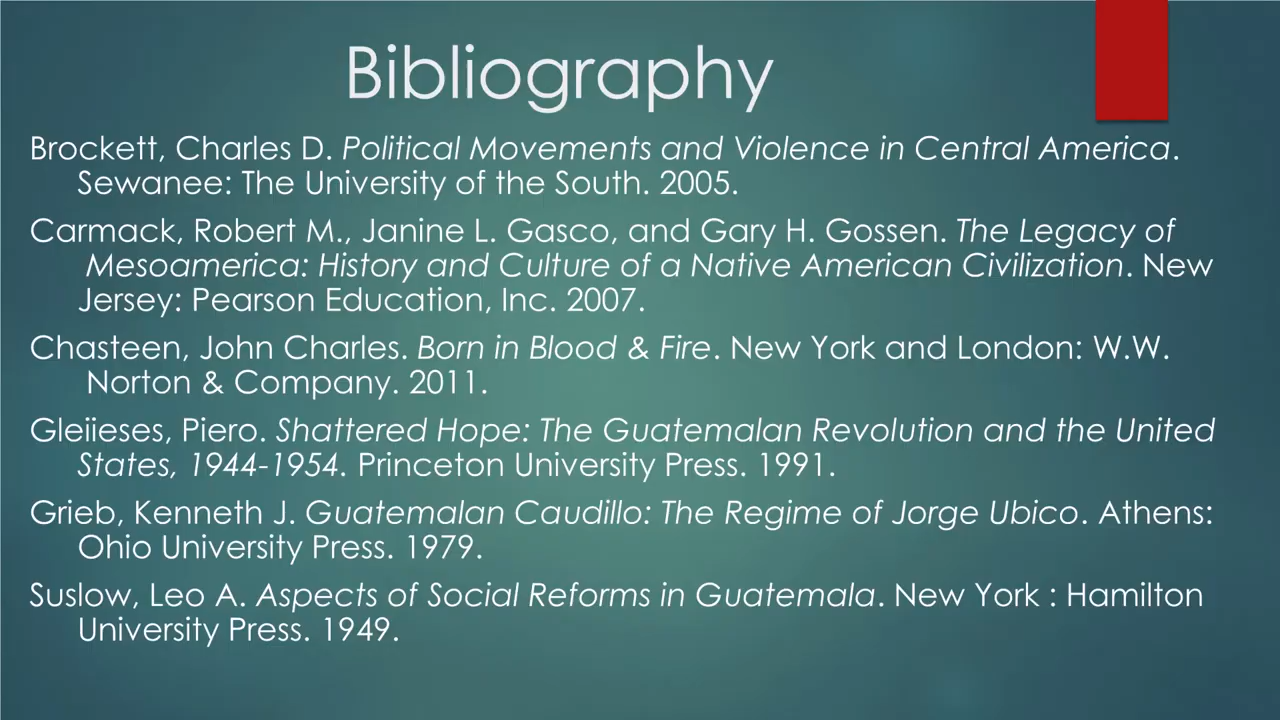 Bibliography
Brockett, Charles D. Political Movements and Violence in Central America.
Sewanee: The University of the South. 2005.
Carmack, Robert M., Janine L. Gasco, and Gary H. Gossen. The Legacy of
Mesoamerica: History and Culture of a Native American Civilization. New
Jersey: Pearson Education, Inc. 2007.
Chasteen, John Charles. Born in Blood & Fire. New York and London: W.W.
Norton & Company. 2011.
Gleiieses, Piero. Shattered Hope: The Guatemalan Revolution and the United
States, 1944-1954. Princeton University Press. 1991.
Grieb, Kenneth J. Guatemalan Caudillo: The Regime of Jorge Ubico. Athens:
Ohio University Press. 1979.
Suslow, Leo A. Aspects of Social Reforms in Guatemala. New York : Hamilton
University Press. 1949.